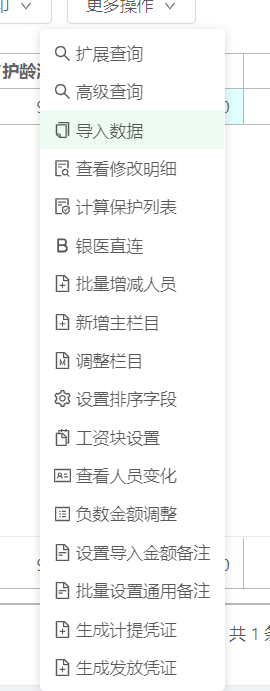 更多操作
护龄
扩展查询
高级查询
导入数据
查看修改明细
计算保护列表
银医直连
批量增减人员
新增主栏目
调整栏目
设置排序字段
工资块设置
查看人员变化
负数金额调整
设置导入金额备注
批量设置通用备注
生成计提凭证
共 1 条
生成发放凭证